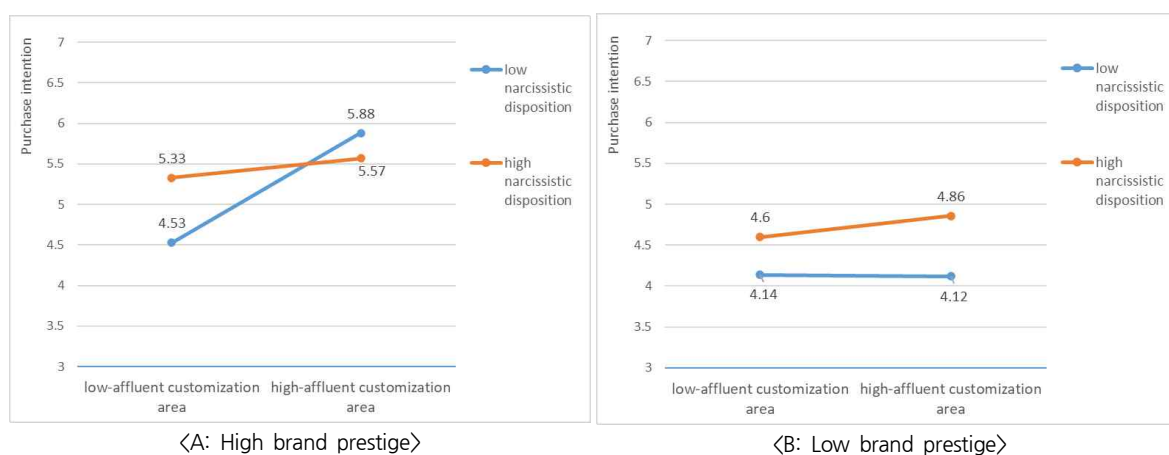 Purchase intention
7
6.5
6
5.5
5
4.5
4
3.5
3
5.33
4.53
5.88
5.57
low-affluent customization
area
high-affluent customization
area
low
narcissistic
disposition
high
narcissistic
disposition
<A: High brand prestige>
Purchase intention
7
6.5
6
5.5
5
4.5
4
3.5
3
4.6
4.14
4.86
4.12
low-affluent customization
area
high-affluent customization
area
low
narcissistic
disposition
high
narcissistic
disposition
<B: Low brand prestige>